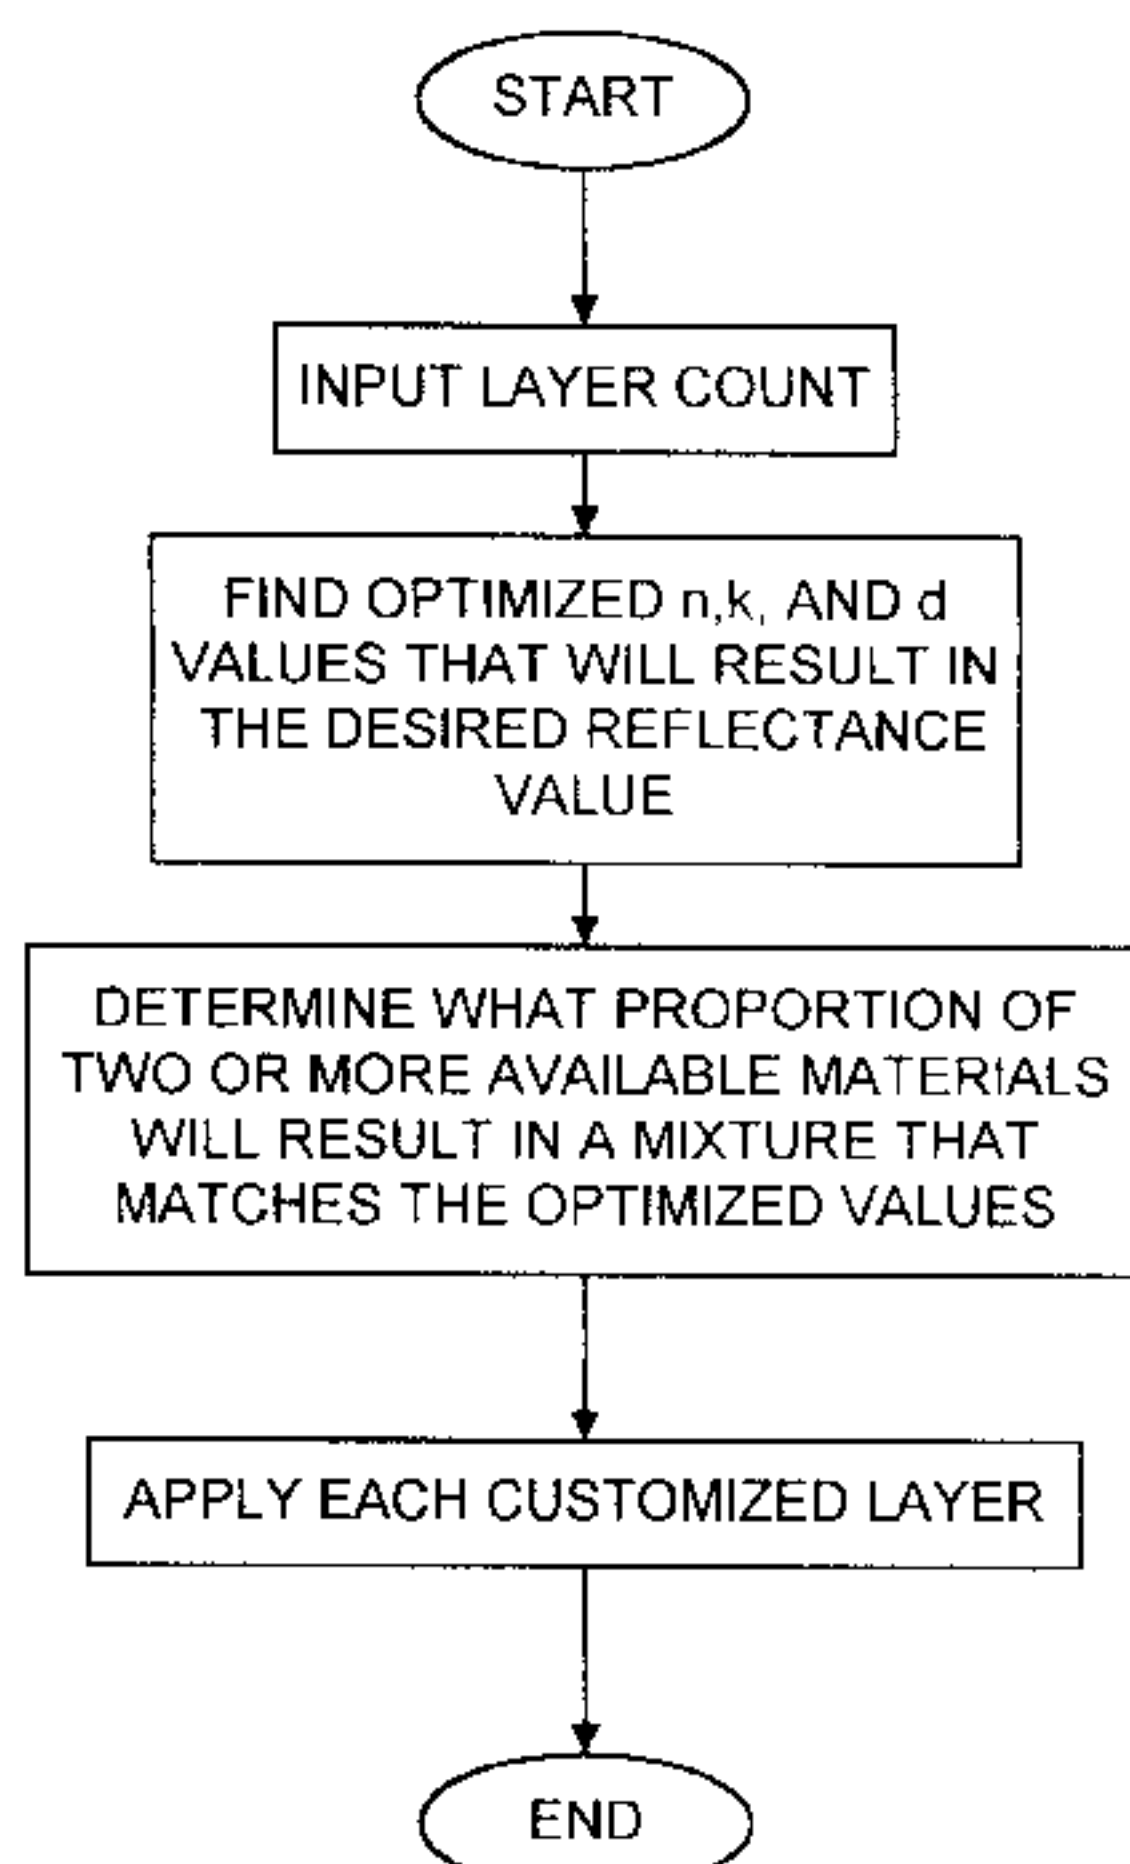 START
INPUT LAYER COUNT
FIND OPTIMIZED n,k, AND d
VALUES THAT WILL RESULT IN
THE DESIRED REFLECTANCE
VALUE
DETERMINE WHAT PROPORTION OF
TWO OR MORE AVAILABLE MATERIALS
WILL RESULT IN A MIXTURE THAT
MATCHES THE OPTIMIZED VALUES
APPLY EACH CUSTOMIZED LAYER
END